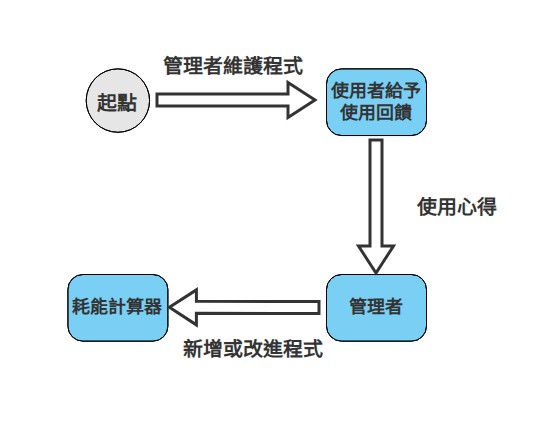 管理者維護程式
起點
使用者給予
使用回饋
使用心得
耗能計算器
管理者
新增或改進程式